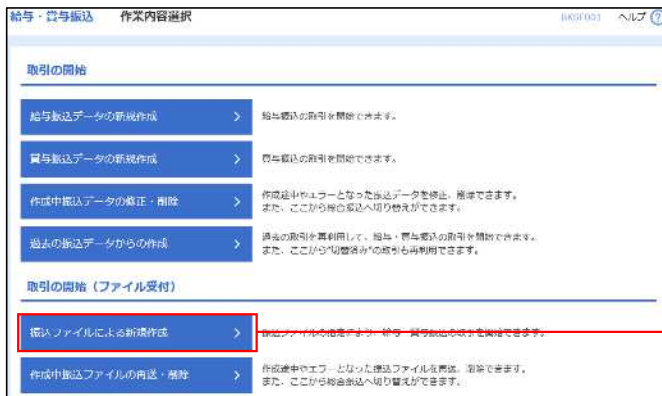 給与・賞与振込 作業内容選択 BKSF001 ヘルプ ?
取引の開始
給与振込データの新規作成 > 給与振込の取引を開始できます。
賞与振込データの新規作成 > 賞与振込の取引を開始できます。
作成中振込データの修正・削除 > 作成途中やエラーとなった振込データを修正、削除できます。
また、ここから総合振込へ切り替えができます。
過去の振込データからの作成 > 過去の取引を再利用して、給与・賞与振込の取引を開始できます。
また、ここから“切替済み”の取引も再利用できます。
取引の開始（ファイル受付）
振込ファイルによる新規作成 > 振込ファイルの指定により、給与・賞与振込の取引を開始できます。
作成中振込ファイルの再送・削除 > 作成途中やエラーとなった振込ファイルを再送、削除できます。
また、ここから総合振込へ切り替えができます。